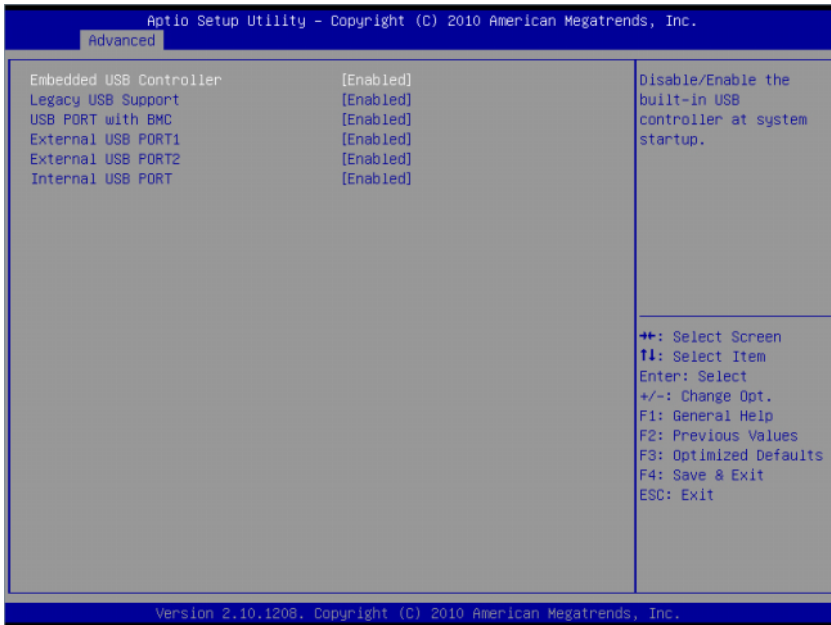 Aptio Setup Utility – Copyright (C) 2010 American Megatrends, Inc.
Advanced
Embedded USB Controller [Enabled]
Legacy USB Support [Enabled]
USB PORT with BMC [Enabled]
External USB PORT1 [Enabled]
External USB PORT2 [Enabled]
Internal USB PORT [Enabled]
Disable/Enable the
built-in USB
controller at system
startup.
→←: Select Screen
↑↓: Select Item
Enter: Select
+/-: Change Opt.
F1: General Help
F2: Previous Values
F3: Optimized Defaults
F4: Save & Exit
ESC: Exit
Version 2.10.1208. Copyright (C) 2010 American Megatrends, Inc.